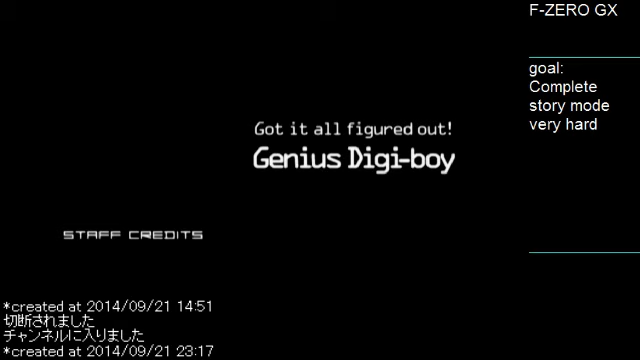 F-ZERO GX
goal:
Complete
story mode
very hard
Got it all figured out!
Genius Digi-boy
STAFF CREDITS
*created at 2014/09/21 14:51
切断されました
チャンネルに入りました
*created at 2014/09/21 23:17